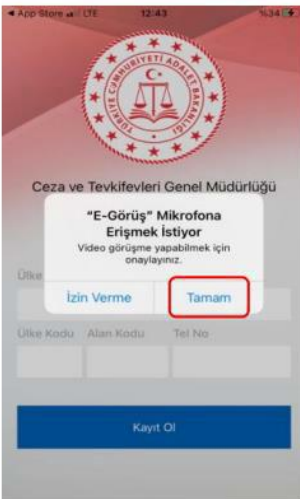 ◀ App Store LTE 12:43 %34
TÜRKİYE CUMHURİYETİ ADALET BAKANLIĞI
Ceza ve Tevkifevleri Genel Müdürlüğü
"E-Görüş" Mikrofona
Erişmek İstiyor
Video görüşme yapabilmek için
onaylayınız.
Ülke
İzin Verme Tamam
Ülke Kodu Alan Kodu Tel No
Kayıt Ol